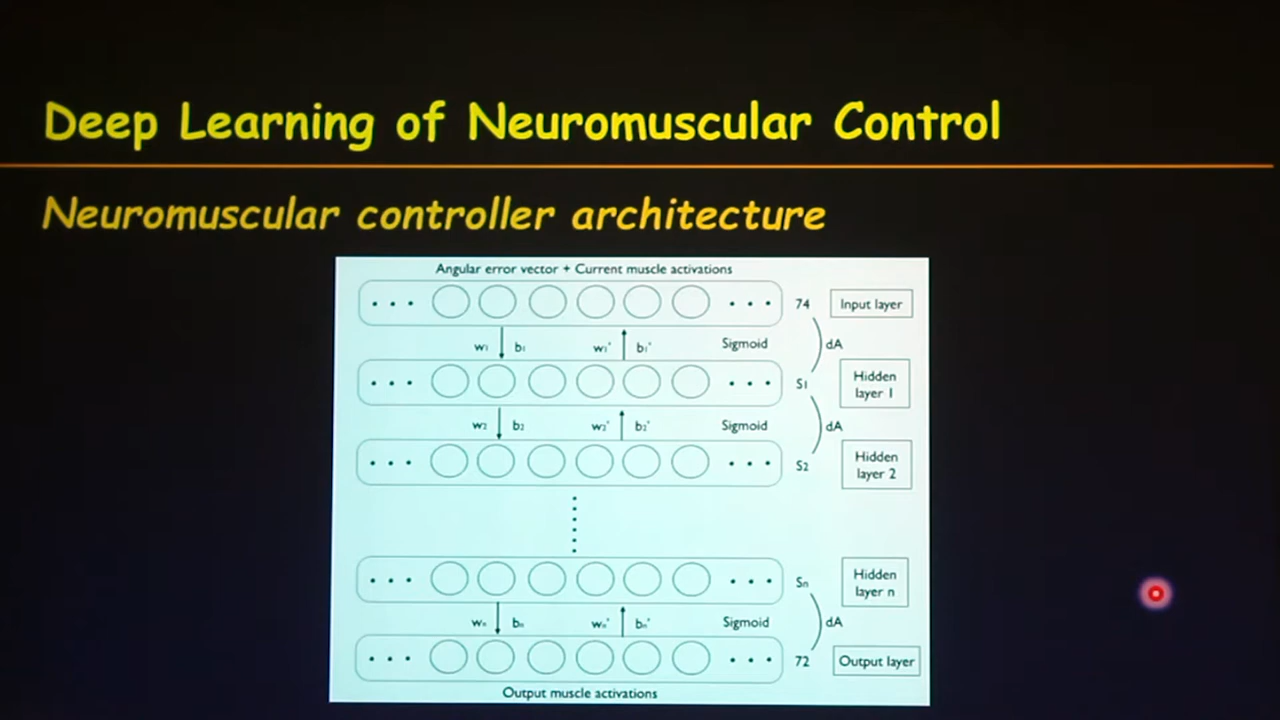 Deep Learning of Neuromuscular Control
Neuromuscular controller architecture
Angular error vector + Current muscle activations
74
Input layer
w₁ b₁ w₁' b₁' Sigmoid dA
S₁
Hidden
layer 1
w₂ b₂ w₂' b₂' Sigmoid dA
S₂
Hidden
layer 2
Sₙ
Hidden
layer n
wₙ bₙ wₙ' bₙ' Sigmoid dA
72
Output layer
Output muscle activations